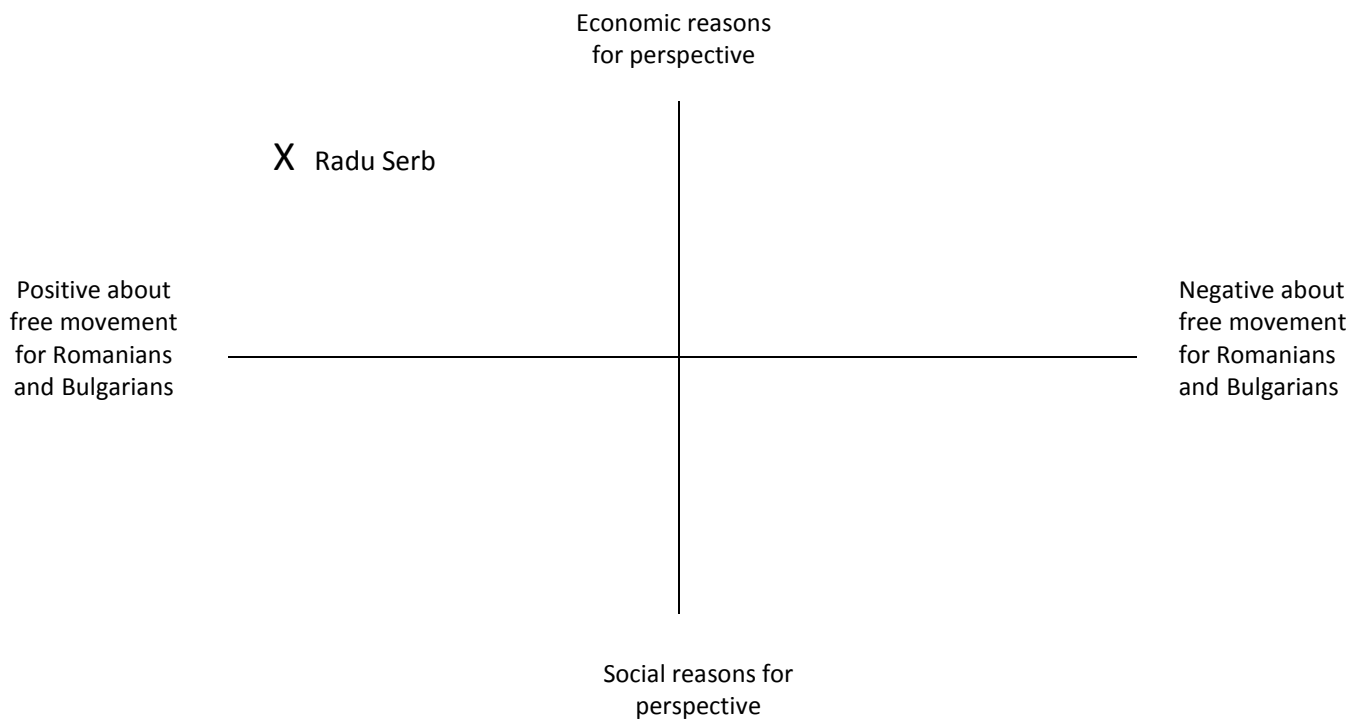 Economic reasons
for perspective
X Radu Serb
Positive about
free movement
for Romanians
and Bulgarians
Negative about
free movement
for Romanians
and Bulgarians
Social reasons for
perspective